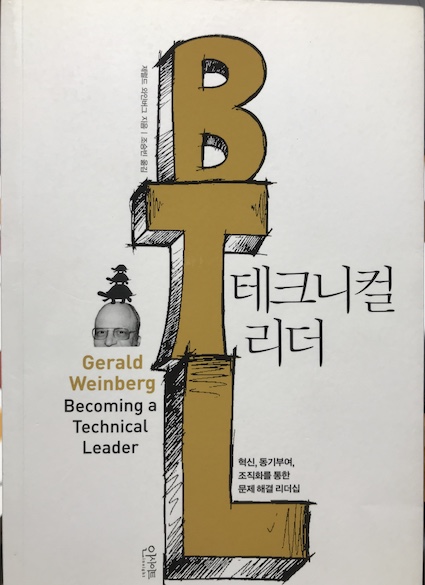 BTL
제럴드 와인버그 지음 | 조승빈 옮김
테크니컬
리더
Gerald
Weinberg
Becoming a
Technical
Leader
혁신, 동기부여,
조직화를 통한
문제 해결 리더십
인사이트
insight